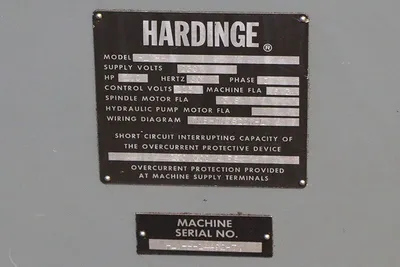 HARDINGE ®
MODEL
SUPPLY VOLTS
HP HERTZ PHASE
CONTROL VOLTS MACHINE FLA
SPINDLE MOTOR FLA
HYDRAULIC PUMP MOTOR FLA
WIRING DIAGRAM
SHORT CIRCUIT INTERRUPTING CAPACITY OF
THE OVERCURRENT PROTECTIVE DEVICE
OVERCURRENT PROTECTION PROVIDED
AT MACHINE SUPPLY TERMINALS
MACHINE
SERIAL NO.